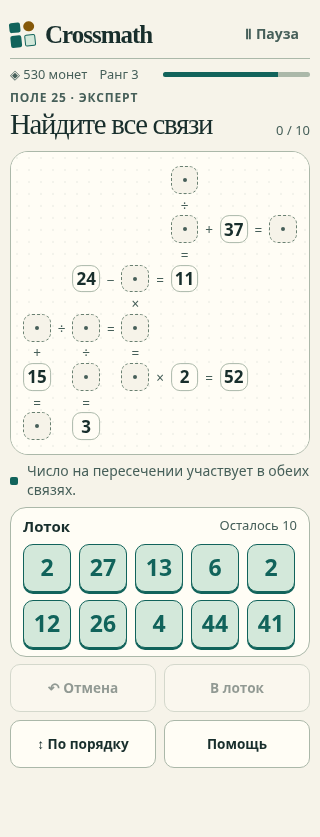 Crossmath
Ⅱ Пауза
◈ 530 монет Ранг 3
ПОЛЕ 25 · ЭКСПЕРТ
Найдите все связи
0 / 10
÷
+ 37 =
=
24 − = 11
×
÷ =
+ ÷ =
15 × 2 = 52
= =
3
Число на пересечении участвует в обеих
связях.
Лоток
Осталось 10
2 27 13 6 2
12 26 4 44 41
↶ Отмена
В лоток
↕ По порядку
Помощь